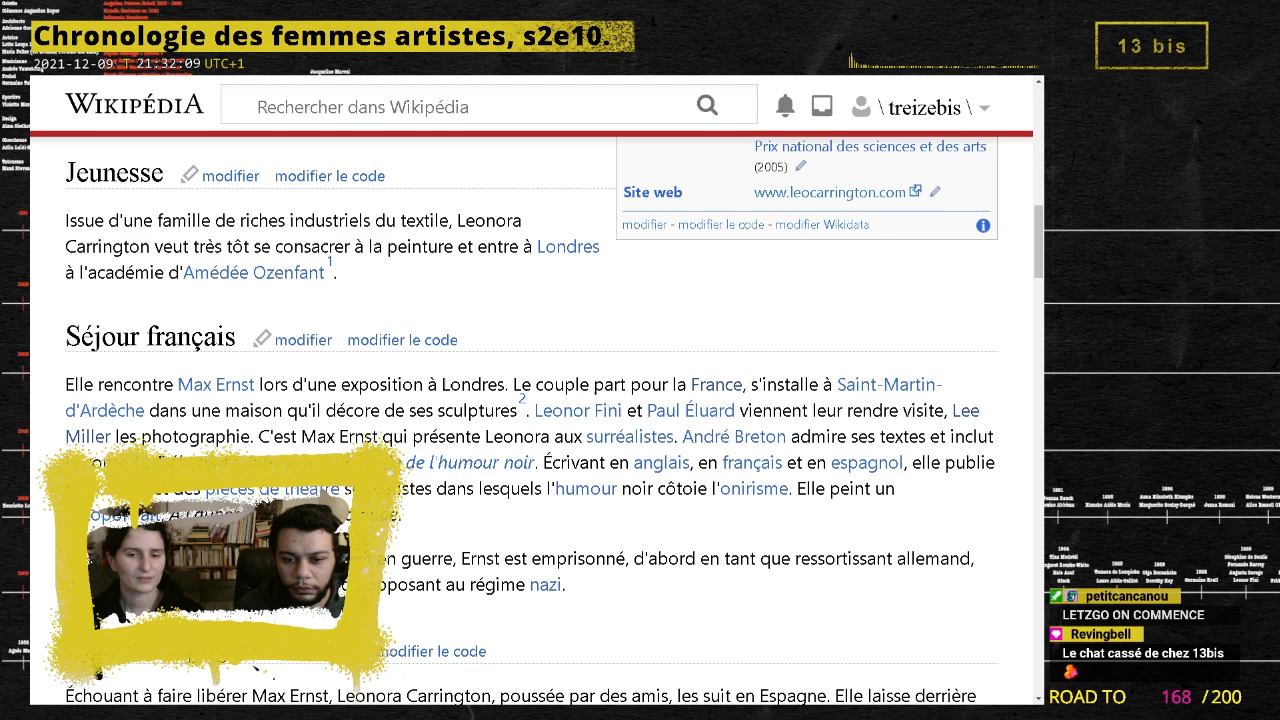 Chronologie des femmes artistes, s2e10.
2021-12-09 T 21:32:09 UTC+1
13 bis
WIKIPÉDIA
Rechercher dans Wikipédia
\ treizebis \
Prix national des sciences et des arts
(2005)
Site web www.leocarrington.com
modifier - modifier le code - modifier Wikidata
Jeunesse modifier modifier le code
Issue d'une famille de riches industriels du textile, Leonora
Carrington veut très tôt se consacrer à la peinture et entre à Londres
à l'académie d'Amédée Ozenfant 1.
Séjour français modifier modifier le code
Elle rencontre Max Ernst lors d'une exposition à Londres. Le couple part pour la France, s'installe à Saint-Martin-
d'Ardèche dans une maison qu'il décore de ses sculptures 2. Leonor Fini et Paul Éluard viennent leur rendre visite, Lee
Miller les photographie. C'est Max Ernst qui présente Leonora aux surréalistes. André Breton admire ses textes et inclut
de l'humour noir. Écrivant en anglais, en français et en espagnol, elle publie
des pièces de théâtre dans lesquels l'humour noir côtoie l'onirisme. Elle peint un
en guerre, Ernst est emprisonné, d'abord en tant que ressortissant allemand,
opposant au régime nazi.
modifier le code
Échouant à faire libérer Max Ernst, Leonora Carrington, poussée par des amis, les suit en Espagne. Elle laisse derrière
petitcancanou
LETZGO ON COMMENCE
Revingbell
Le chat cassé de chez 13bis
ROAD TO 168 / 200